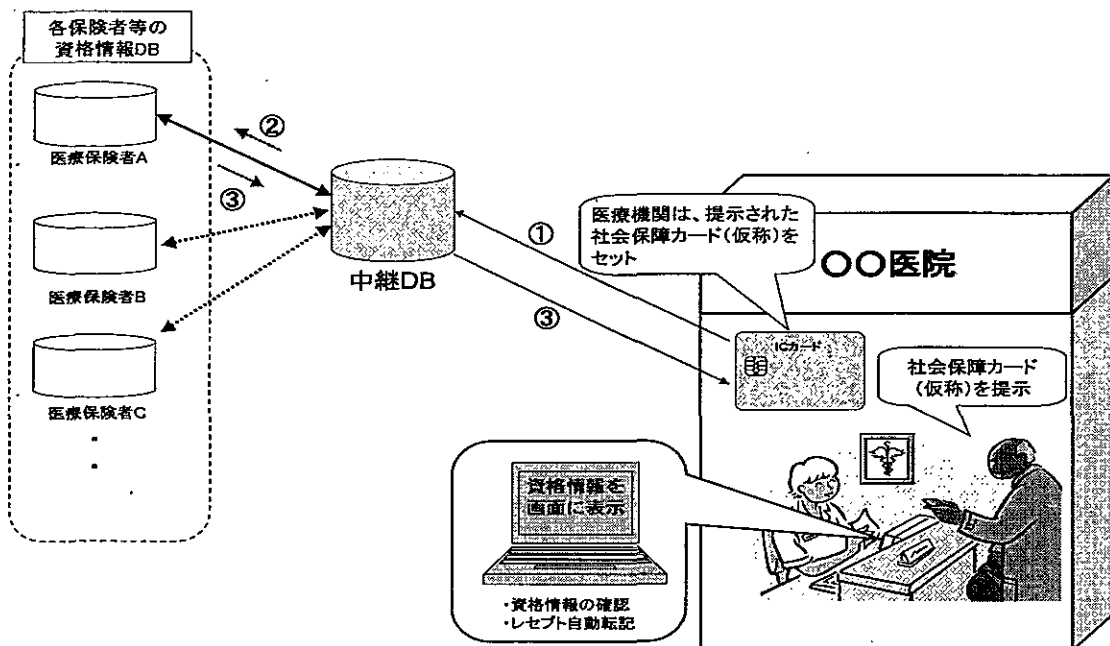 各保険者等の
資格情報DB
医療保険者A
②
③
医療保険者B
医療保険者C
・
・
中継DB
①
③
医療機関は、提示された
社会保障カード(仮称)を
セット
〇〇医院
ICカード
社会保障カード
(仮称)を提示
資格情報を
画面に表示
・資格情報の確認
・レセプト自動転記